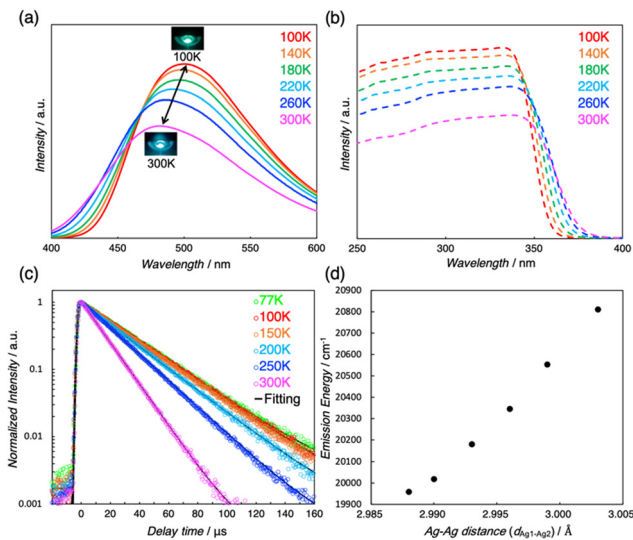 (a)
100K
300K
100K
140K
180K
220K
260K
300K
Intensity / a.u.
400 450 500 550 600
Wavelength / nm
(b)
100K
140K
180K
220K
260K
300K
Intensity / a.u.
250 300 350 400
Wavelength / nm
(c)
77K
100K
150K
200K
250K
300K
Fitting
Normalized Intensity / a.u.
1
0.1
0.01
0.001
0 20 40 60 80 100 120 140 160
Delay time / μs
(d)
Emission Energy / cm⁻¹
20900
20800
20700
20600
20500
20400
20300
20200
20100
20000
19900
2.985 2.990 2.995 3.000 3.005
Ag-Ag distance (dAg1-Ag2) / Å